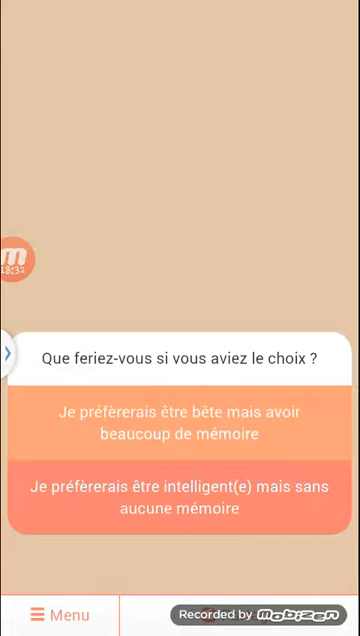 m
18:32
Que feriez-vous si vous aviez le choix ?
Je préfèrerais être bête mais avoir
beaucoup de mémoire
Je préfèrerais être intelligent(e) mais sans
aucune mémoire
Menu
Recorded by mobizen